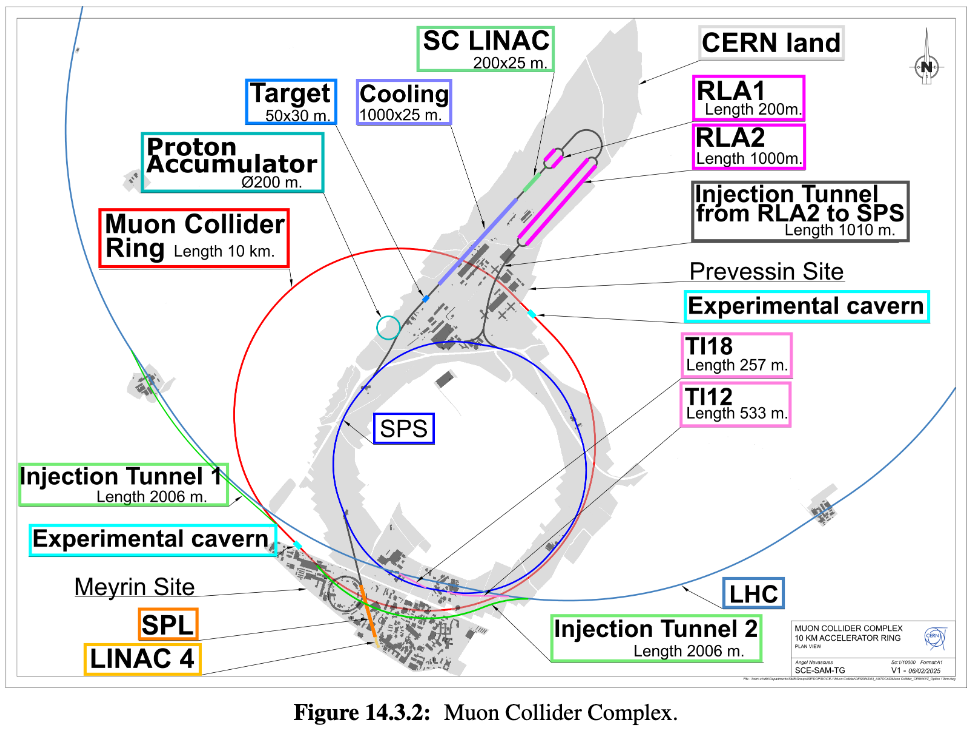 SC LINAC
200x25 m.
CERN land
N
Target
50x30 m.
Cooling
1000x25 m.
RLA1
Length 200m.
RLA2
Length 1000m.
Proton
Accumulator
Ø200 m.
Injection Tunnel
from RLA2 to SPS
Length 1010 m.
Muon Collider
Ring Length 10 km.
Prevessin Site
Experimental cavern
TI18
Length 257 m.
TI12
Length 533 m.
SPS
Injection Tunnel 1
Length 2006 m.
Experimental cavern
Meyrin Site
LHC
SPL
Injection Tunnel 2
Length 2006 m.
LINAC 4
MUON COLLIDER COMPLEX
10 KM ACCELERATOR RING
PLAN VIEW
CERN
SCE-SAM-TG
V1 - 06/02/2025
Figure 14.3.2: Muon Collider Complex.